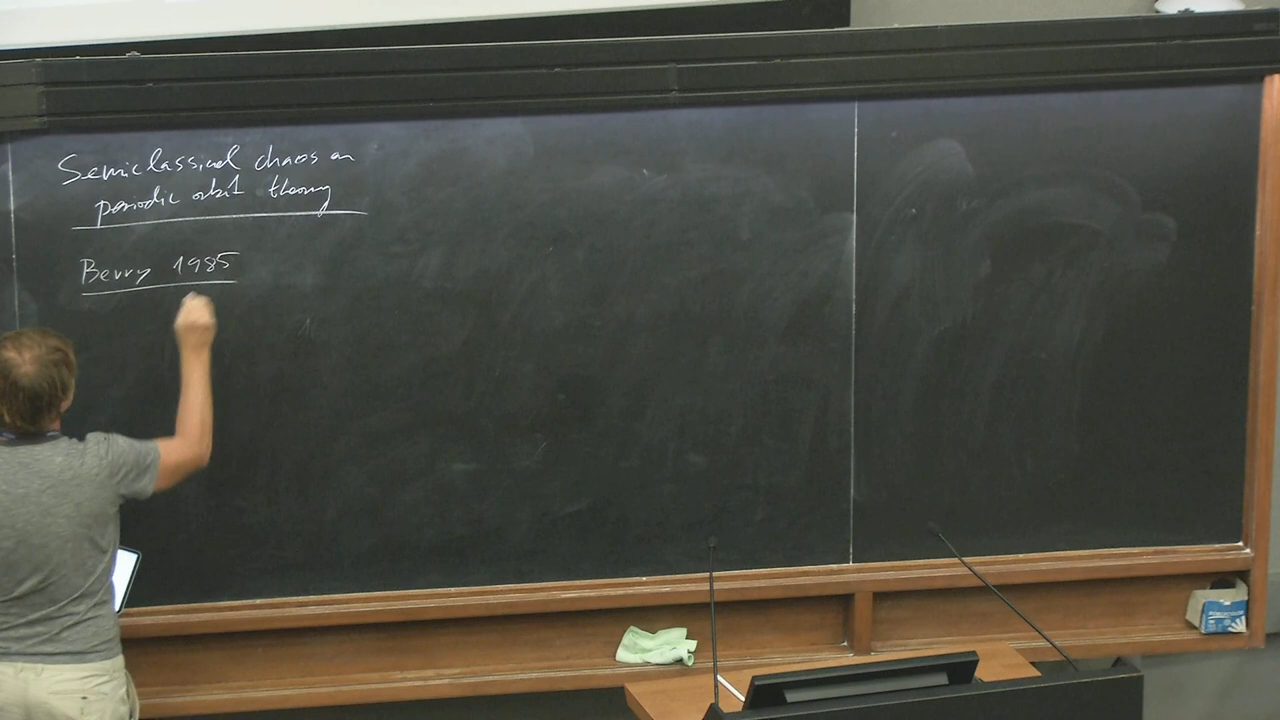 Semiclassical chaos an
periodic orbit theory
Berry 1985